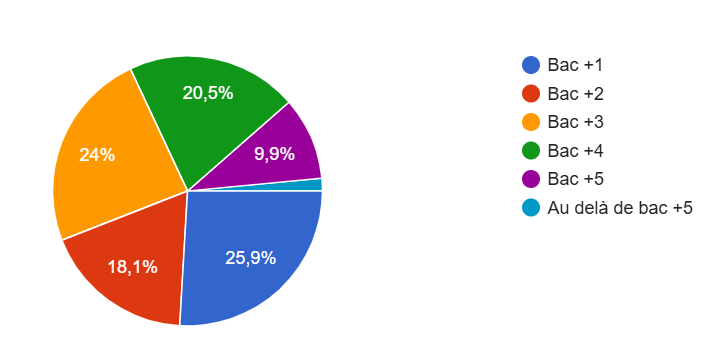 Bac +1
Bac +2
Bac +3
Bac +4
Bac +5
Au delà de bac +5
20,5%
9,9%
24%
25,9%
18,1%